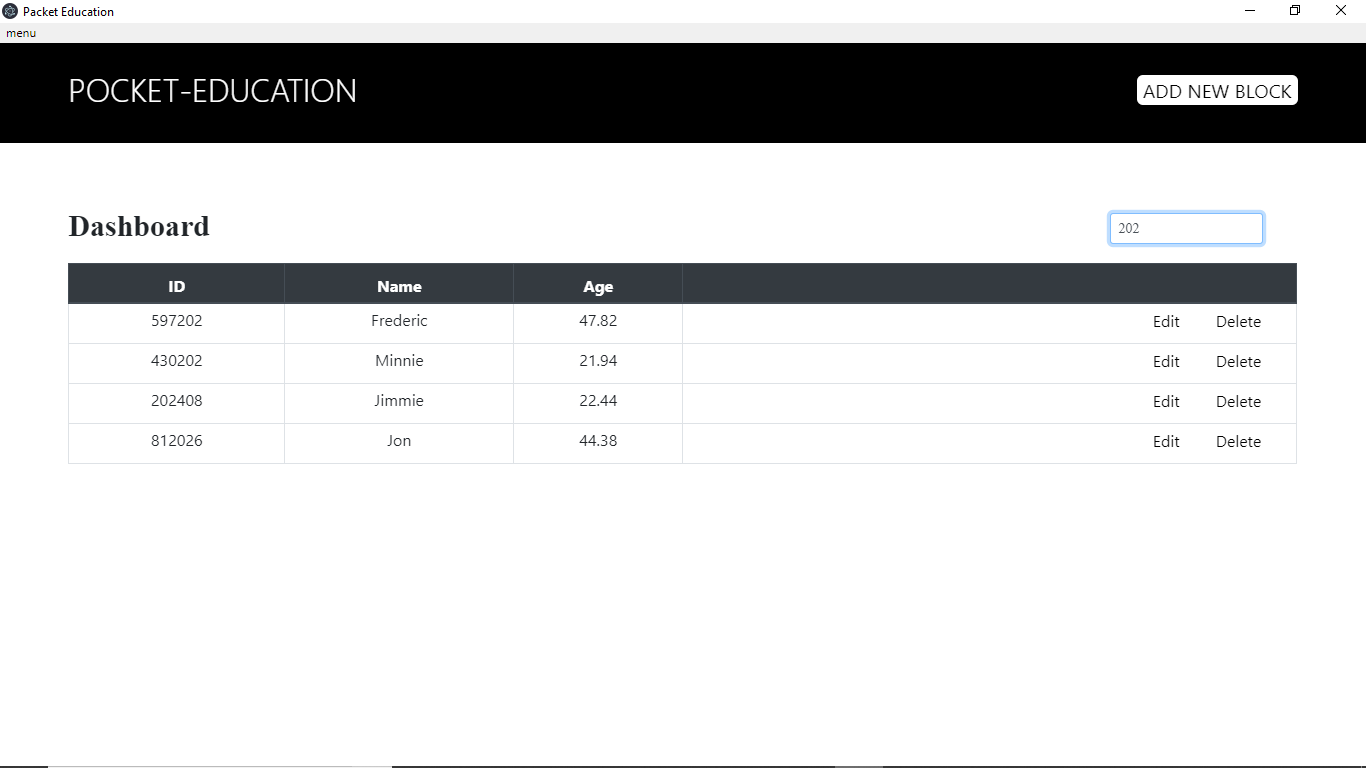 Packet Education
menu
POCKET-EDUCATION
ADD NEW BLOCK
Dashboard
202
ID Name Age
597202 Frederic 47.82 Edit Delete
430202 Minnie 21.94 Edit Delete
202408 Jimmie 22.44 Edit Delete
812026 Jon 44.38 Edit Delete